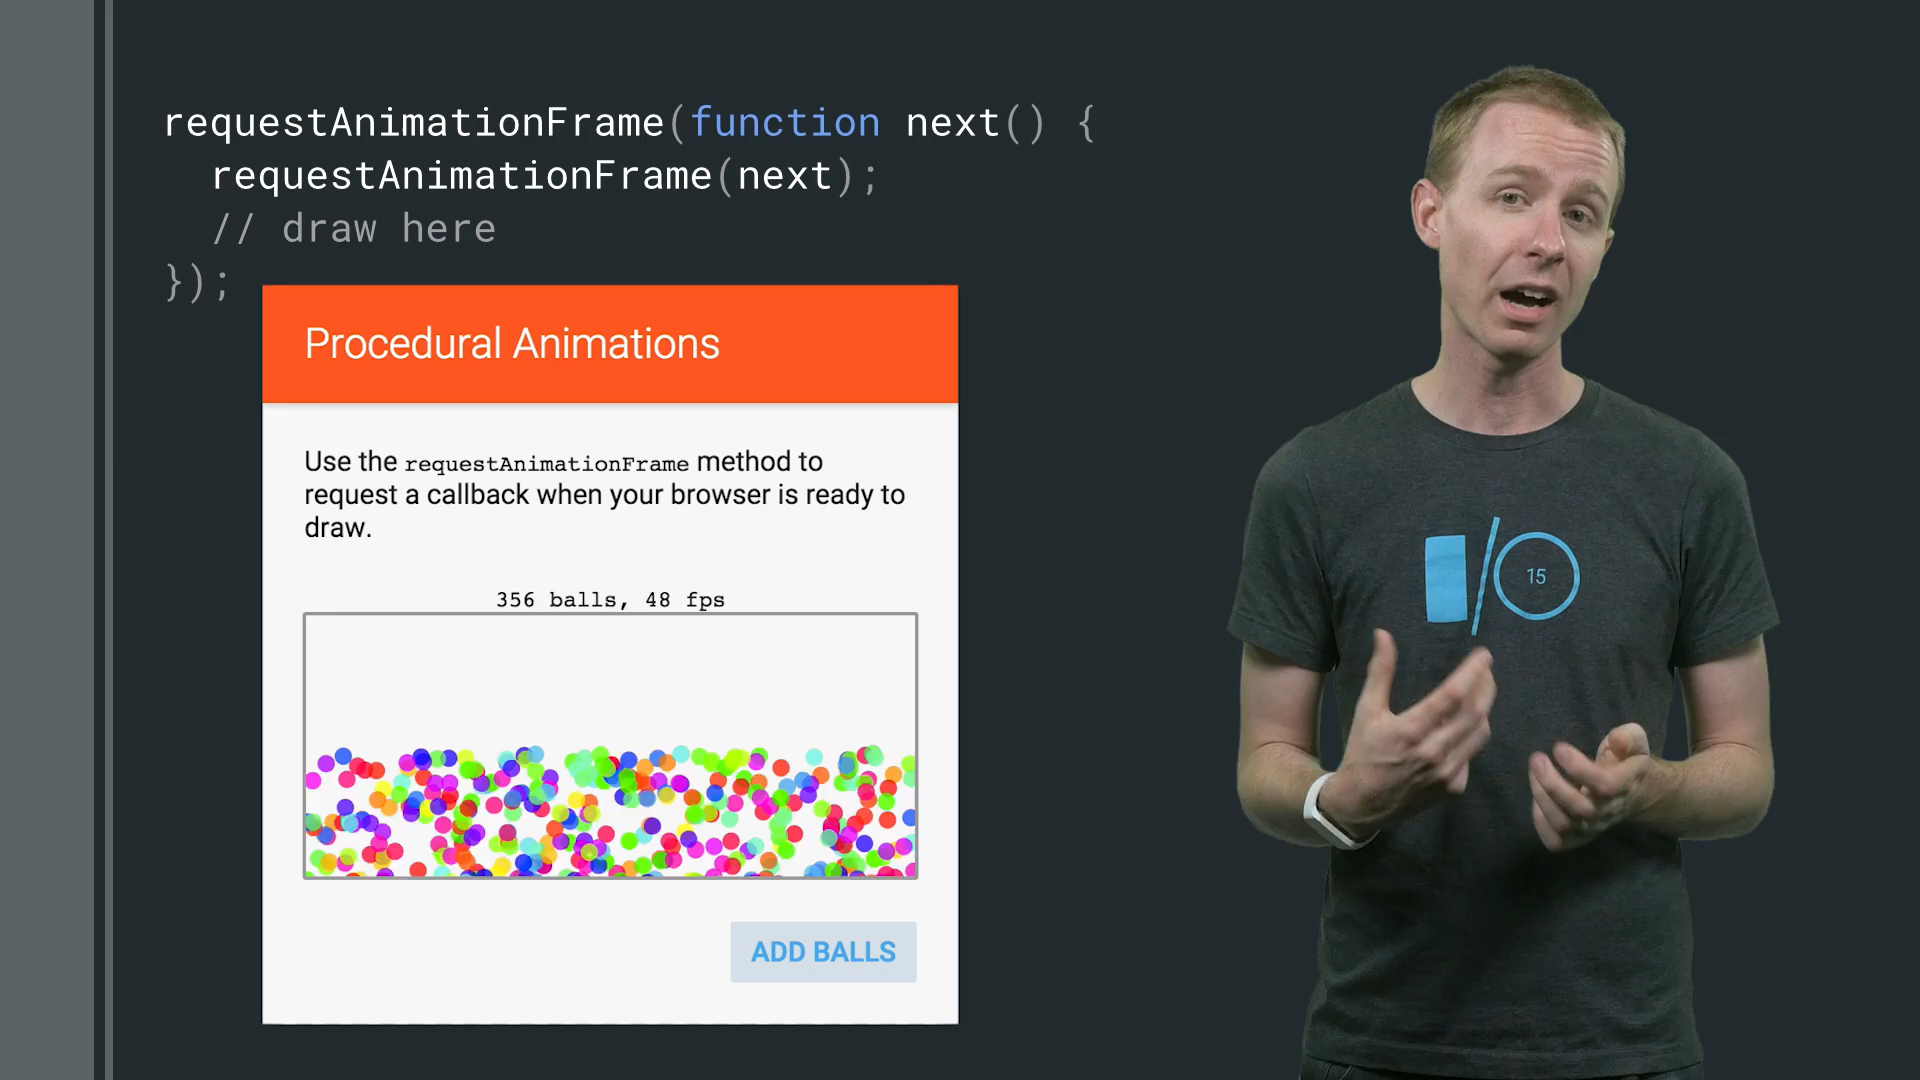 requestAnimationFrame(function next() {
  requestAnimationFrame(next);
  // draw here
});
Procedural Animations
Use the requestAnimationFrame method to
request a callback when your browser is ready to
draw.
356 balls, 48 fps
ADD BALLS
I/O
15